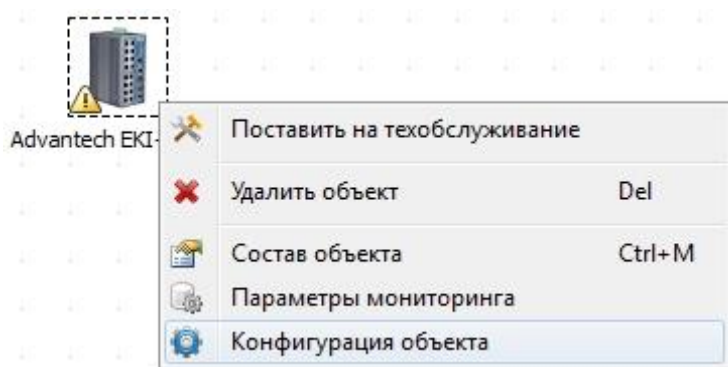 Advantech EKI-
Поставить на техобслуживание
Удалить объект Del
Состав объекта Ctrl+M
Параметры мониторинга
Конфигурация объекта